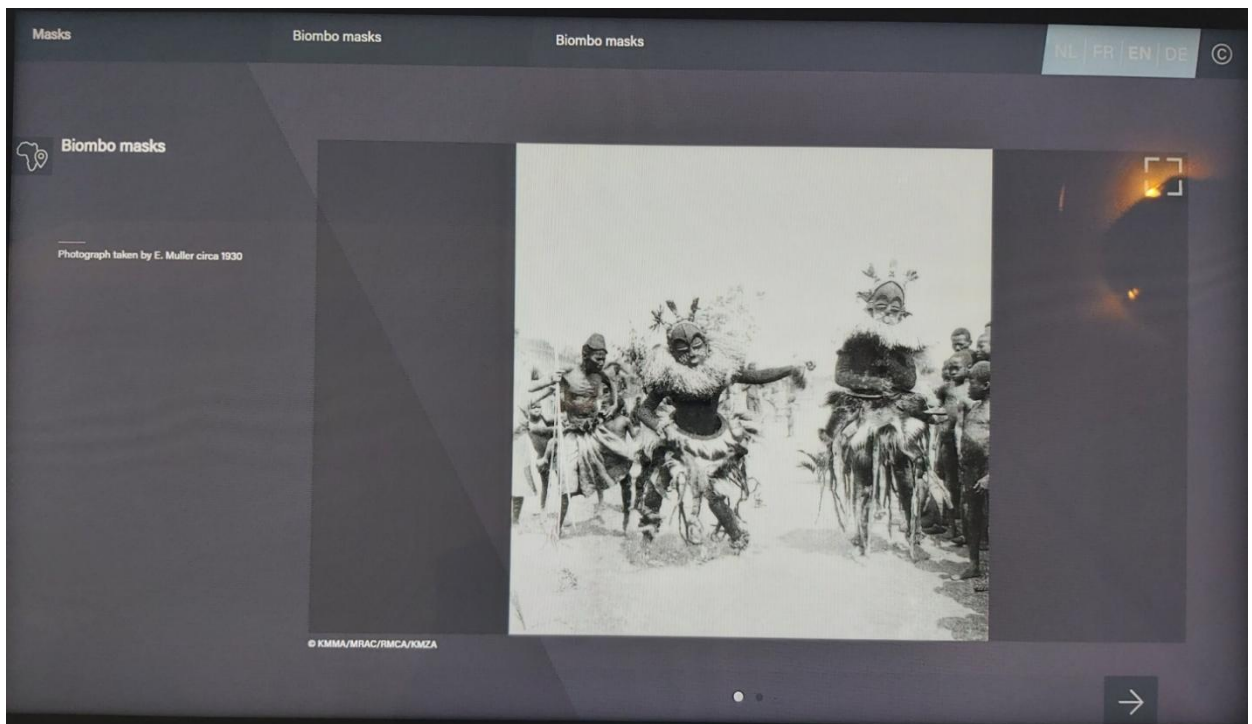 Masks
Biombo masks
Biombo masks
NL | FR | EN | DE
©
Biombo masks
Photograph taken by E. Muller circa 1930
© KMMA/MRAC/RMCA/KMZA